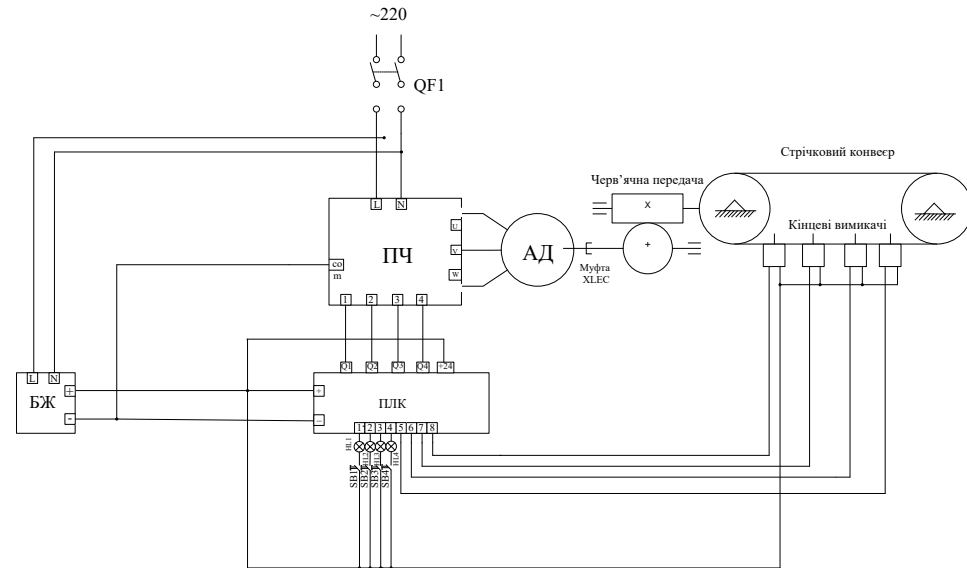 ~220
QF1
Стрічковий конвеєр
Черв’ячна передача
x
Кінцеві вимикачі
L
N
U
ПЧ
V
АД
+
W
Муфта
XLEC
co
m
1
2
3
4
Q1
Q2
Q3
Q4
+24
L
N
БЖ
+
-
+
–
ПЛК
1
2
3
4
5
6
7
8
HL1
HL2
HL3
HL4
SB1
SB2
SB3
SB4